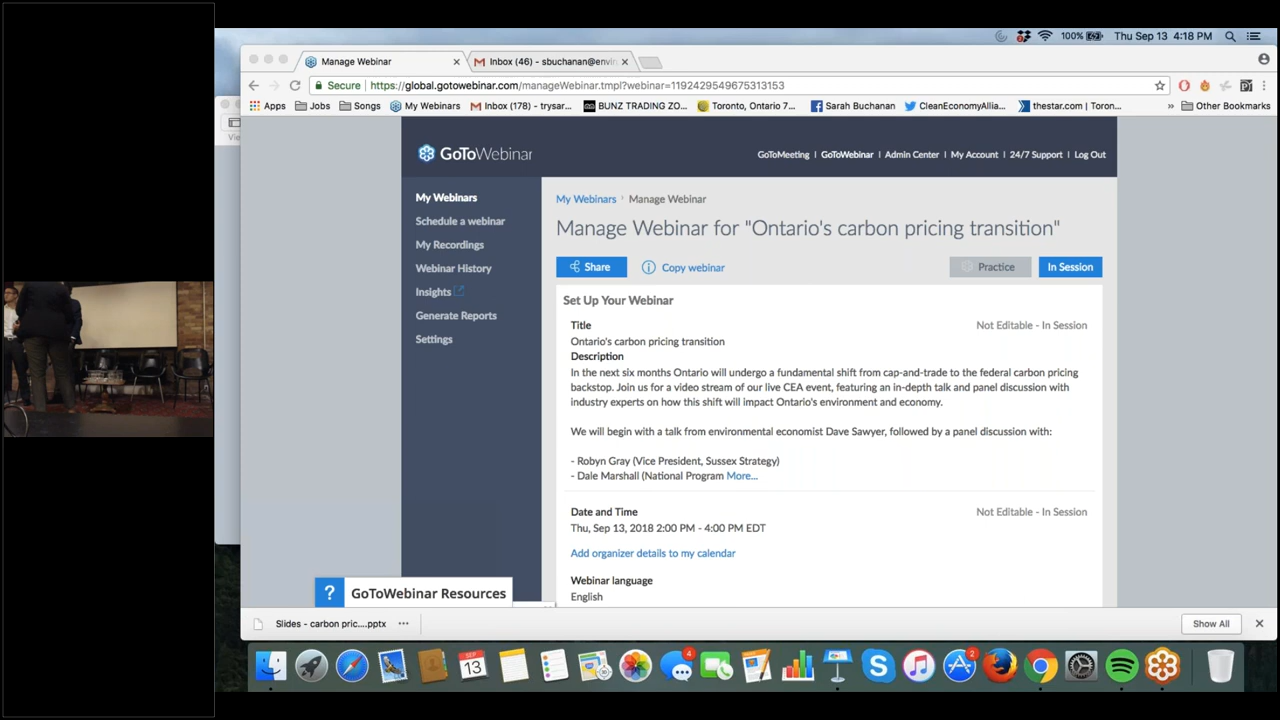 100%
Thu Sep 13 4:18 PM
Manage Webinar
Inbox (46) - sbuchanan@envir
Secure
https://global.gotowebinar.com/manageWebinar.tmpl?webinar=1192429549675313153
Apps
Jobs
Songs
My Webinars
Inbox (178) - trysar...
BUNZ TRADING ZO...
Toronto, Ontario 7...
Sarah Buchanan
CleanEconomyAllia...
thestar.com | Toron...
Other Bookmarks
Vie
GoToWebinar
GoToMeeting | GoToWebinar | Admin Center | My Account | 24/7 Support | Log Out
My Webinars
Schedule a webinar
My Recordings
Webinar History
Insights
Generate Reports
Settings
My Webinars › Manage Webinar
Manage Webinar for "Ontario's carbon pricing transition"
Share
Copy webinar
Practice
In Session
Set Up Your Webinar
Title
Not Editable - In Session
Ontario's carbon pricing transition
Description
In the next six months Ontario will undergo a fundamental shift from cap-and-trade to the federal carbon pricing
backstop. Join us for a video stream of our live CEA event, featuring an in-depth talk and panel discussion with
industry experts on how this shift will impact Ontario's environment and economy.
We will begin with a talk from environmental economist Dave Sawyer, followed by a panel discussion with:
- Robyn Gray (Vice President, Sussex Strategy)
- Dale Marshall (National Program More...
Date and Time
Not Editable - In Session
Thu, Sep 13, 2018 2:00 PM - 4:00 PM EDT
Add organizer details to my calendar
Webinar language
English
? GoToWebinar Resources
Slides - carbon pric....pptx
Show All
SEP
13
4
2